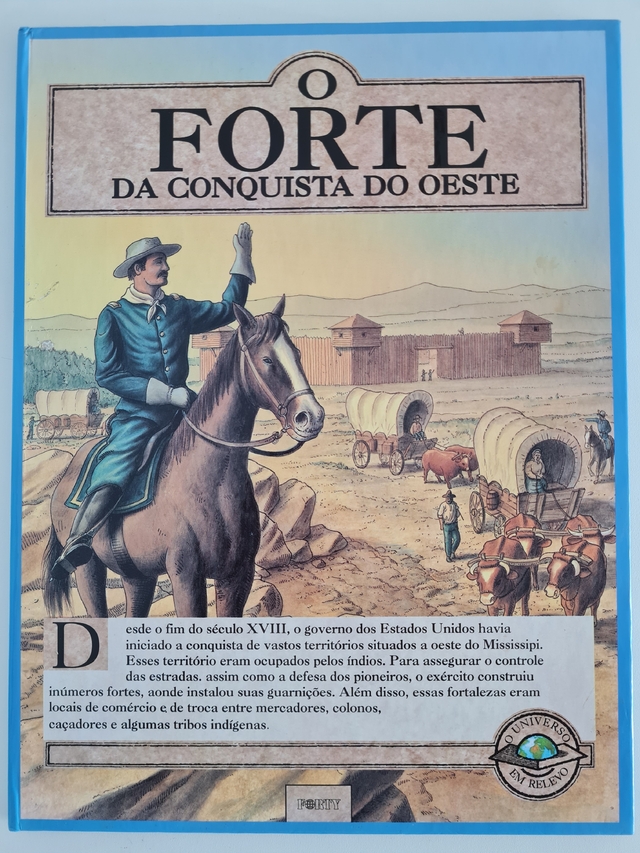 O
FORTE
DA CONQUISTA DO OESTE
Desde o fim do século XVIII, o governo dos Estados Unidos havia
iniciado a conquista de vastos territórios situados a oeste do Mississipi.
Esses território eram ocupados pelos índios. Para assegurar o controle
das estradas. assim como a defesa dos pioneiros, o exército construiu
inúmeros fortes, aonde instalou suas guarnições. Além disso, essas fortalezas eram
locais de comércio e de troca entre mercadores, colonos,
caçadores e algumas tribos indígenas.
O UNIVERSO
EM RELEVO
FORTY